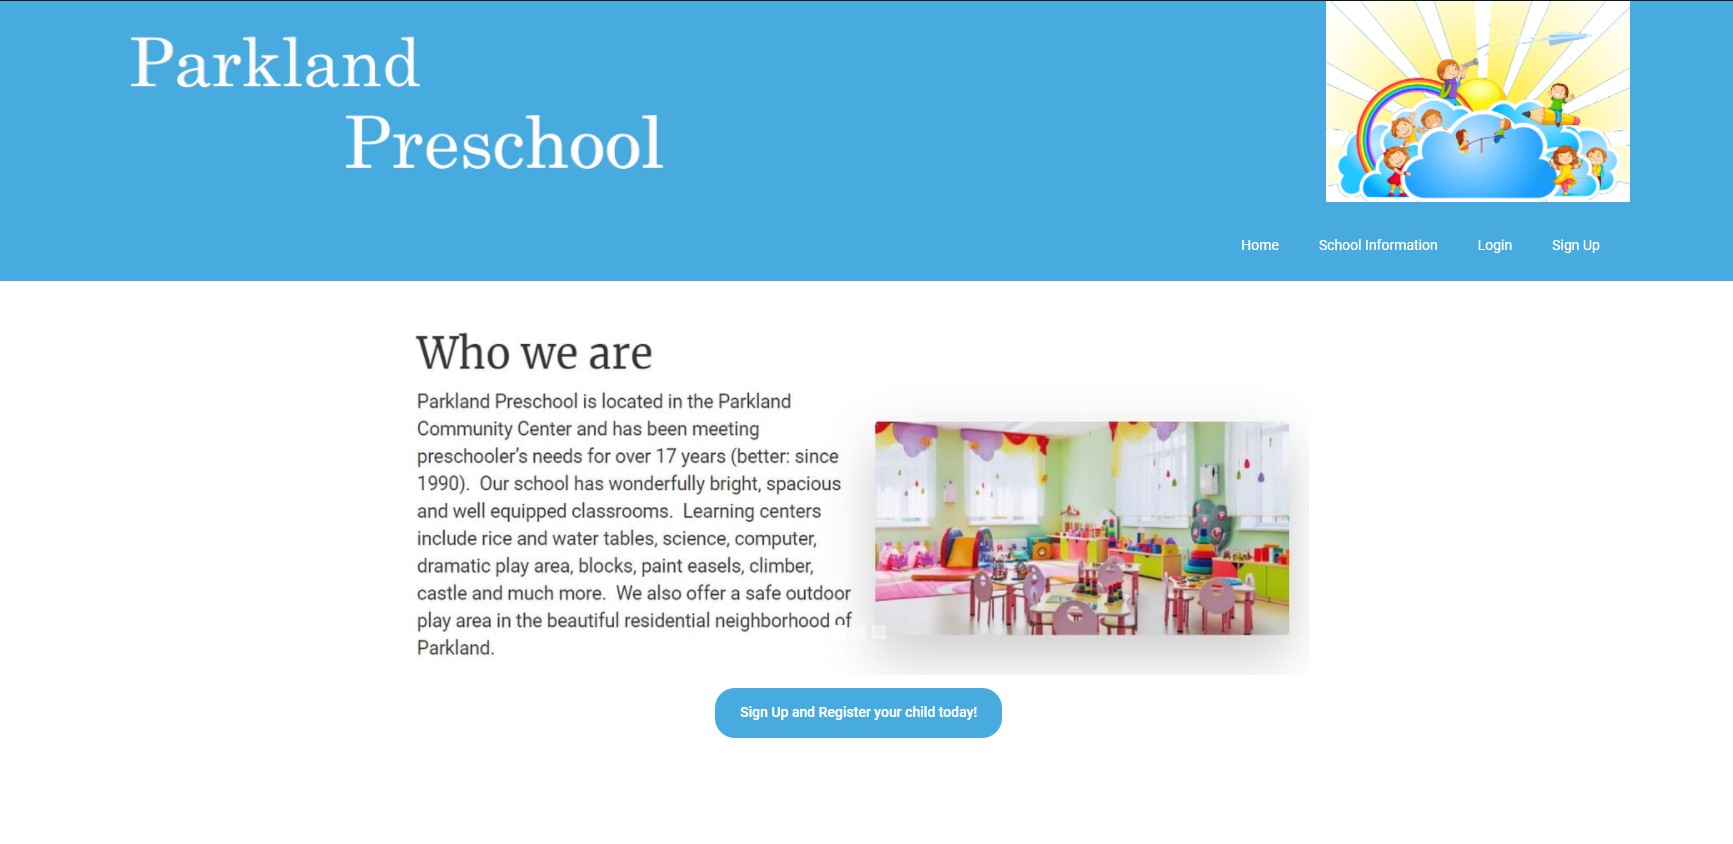 Parkland
Preschool
Home School Information Login Sign Up
Who we are
Parkland Preschool is located in the Parkland
Community Center and has been meeting
preschooler’s needs for over 17 years (better: since
1990).  Our school has wonderfully bright, spacious
and well equipped classrooms.  Learning centers
include rice and water tables, science, computer,
dramatic play area, blocks, paint easels, climber,
castle and much more.  We also offer a safe outdoor
play area in the beautiful residential neighborhood of
Parkland.
Sign Up and Register your child today!